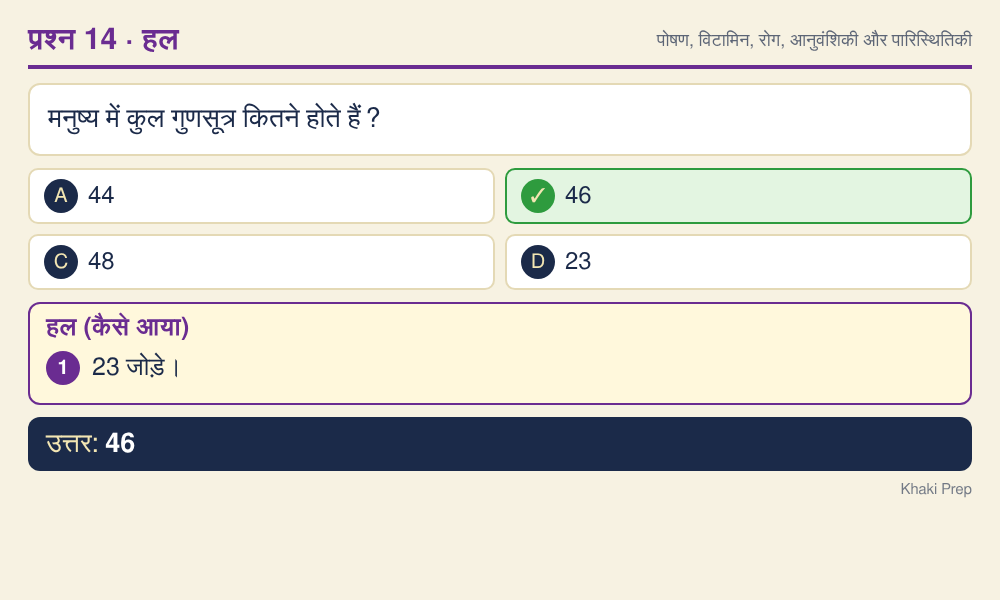 प्रश्न 14 · हल
पोषण, विटामिन, रोग, आनुवंशिकी और पारिस्थितिकी
मनुष्य में कुल गुणसूत्र कितने होते हैं ?
A 44
✓ 46
C 48
D 23
हल (कैसे आया)
1 23 जोड़े।
उत्तर: 46
Khaki Prep